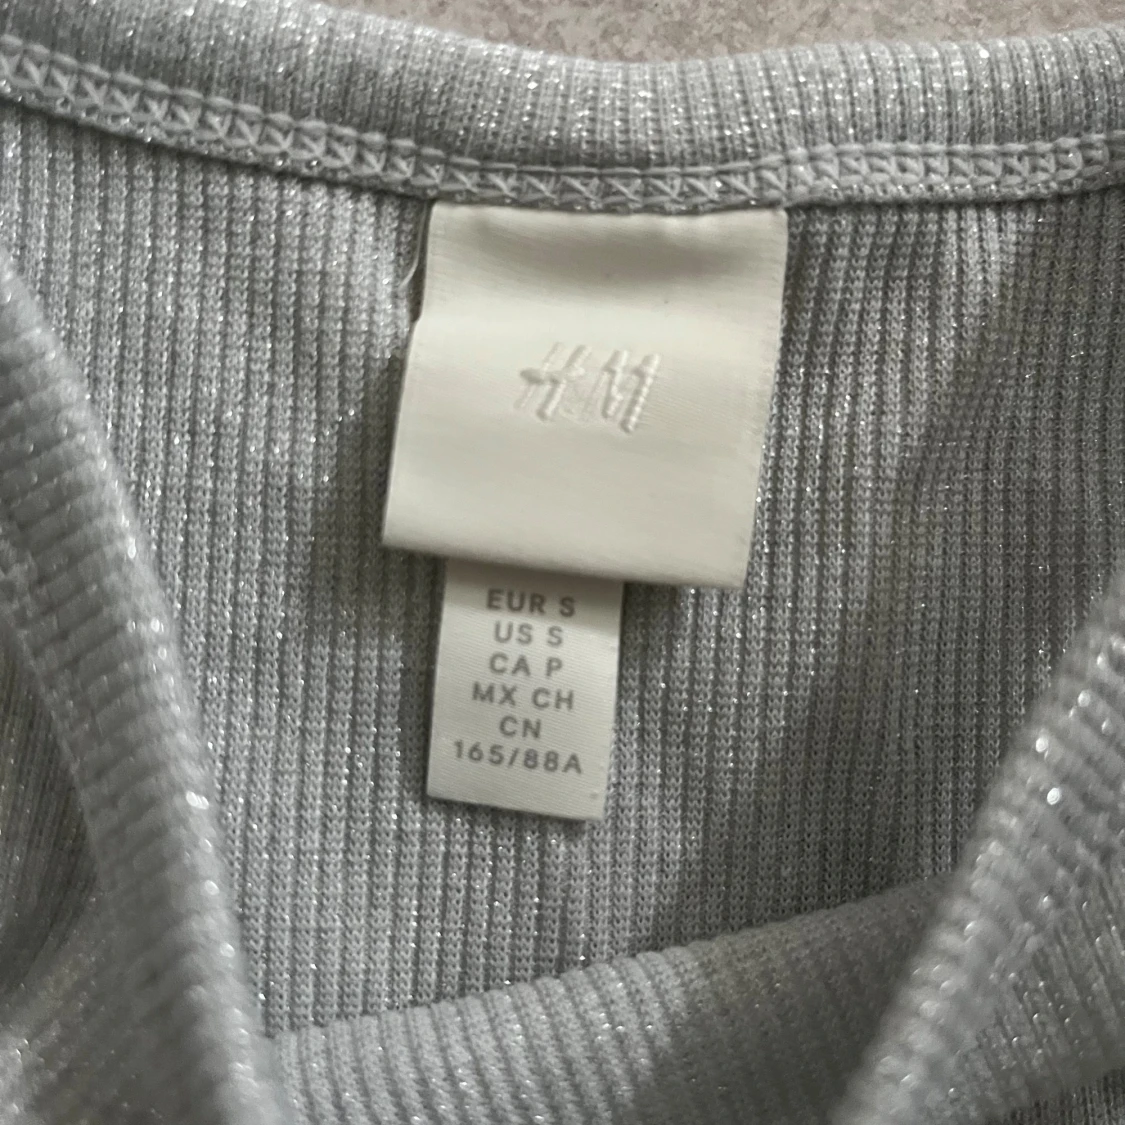 H&M
EUR S
US S
CA P
MX CH
CN
165/88A